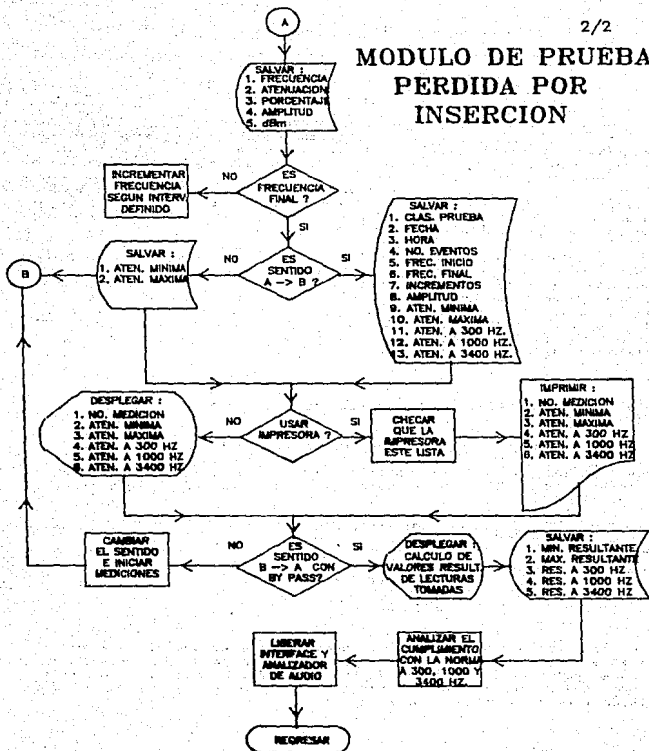 2/2
MODULO DE PRUEBA
PERDIDA POR
INSERCION
A
SALVAR :
1. FRECUENCIA
2. ATENUACION
3. PORCENTAJE
4. AMPLITUD
5. dBm
ES
FRECUENCIA
FINAL ?
NO
SI
INCREMENTAR
FRECUENCIA
SEGUN INTERV.
DEFINIDO
ES
SENTIDO
A -> B ?
NO
SI
SALVAR :
1. ATEN. MINIMA
2. ATEN. MAXIMA
B
SALVAR :
1. CLAS. PRUEBA
2. FECHA
3. HORA
4. NO. EVENTOS
5. FREC. INICIO
6. FREC. FINAL
7. INCREMENTOS
8. AMPLITUD
9. ATEN. MINIMA
10. ATEN. MAXIMA
11. ATEN. A 300 HZ.
12. ATEN. A 1000 HZ.
13. ATEN. A 3400 HZ.
DESPLEGAR :
1. NO. MEDICION
2. ATEN. MINIMA
3. ATEN. MAXIMA
4. ATEN. A 300 HZ
5. ATEN. A 1000 HZ
6. ATEN. A 3400 HZ
NO
USAR
IMPRESORA ?
SI
CHECAR
QUE LA
IMPRESORA
ESTE LISTA
IMPRIMIR :
1. NO. MEDICION
2. ATEN. MINIMA
3. ATEN. MAXIMA
4. ATEN. A 300 HZ
5. ATEN. A 1000 HZ
6. ATEN. A 3400 HZ
CAMBIAR
EL SENTIDO
E INICIAR
MEDICIONES
NO
ES
SENTIDO
B -> A CON
BY PASS?
SI
DESPLEGAR :
CALCULO DE
VALORES RESULT.
DE LECTURAS
TOMADAS
SALVAR :
1. MIN. RESULTANTE
2. MAX. RESULTANTE
3. RES. A 300 HZ
4. RES. A 1000 HZ
5. RES. A 3400 HZ
LIBERAR
INTERFACE Y
ANALIZADOR
DE AUDIO
ANALIZAR EL
CUMPLIMIENTO
CON LA NORMA
A 300, 1000 Y
3400 HZ.
REGRESAR